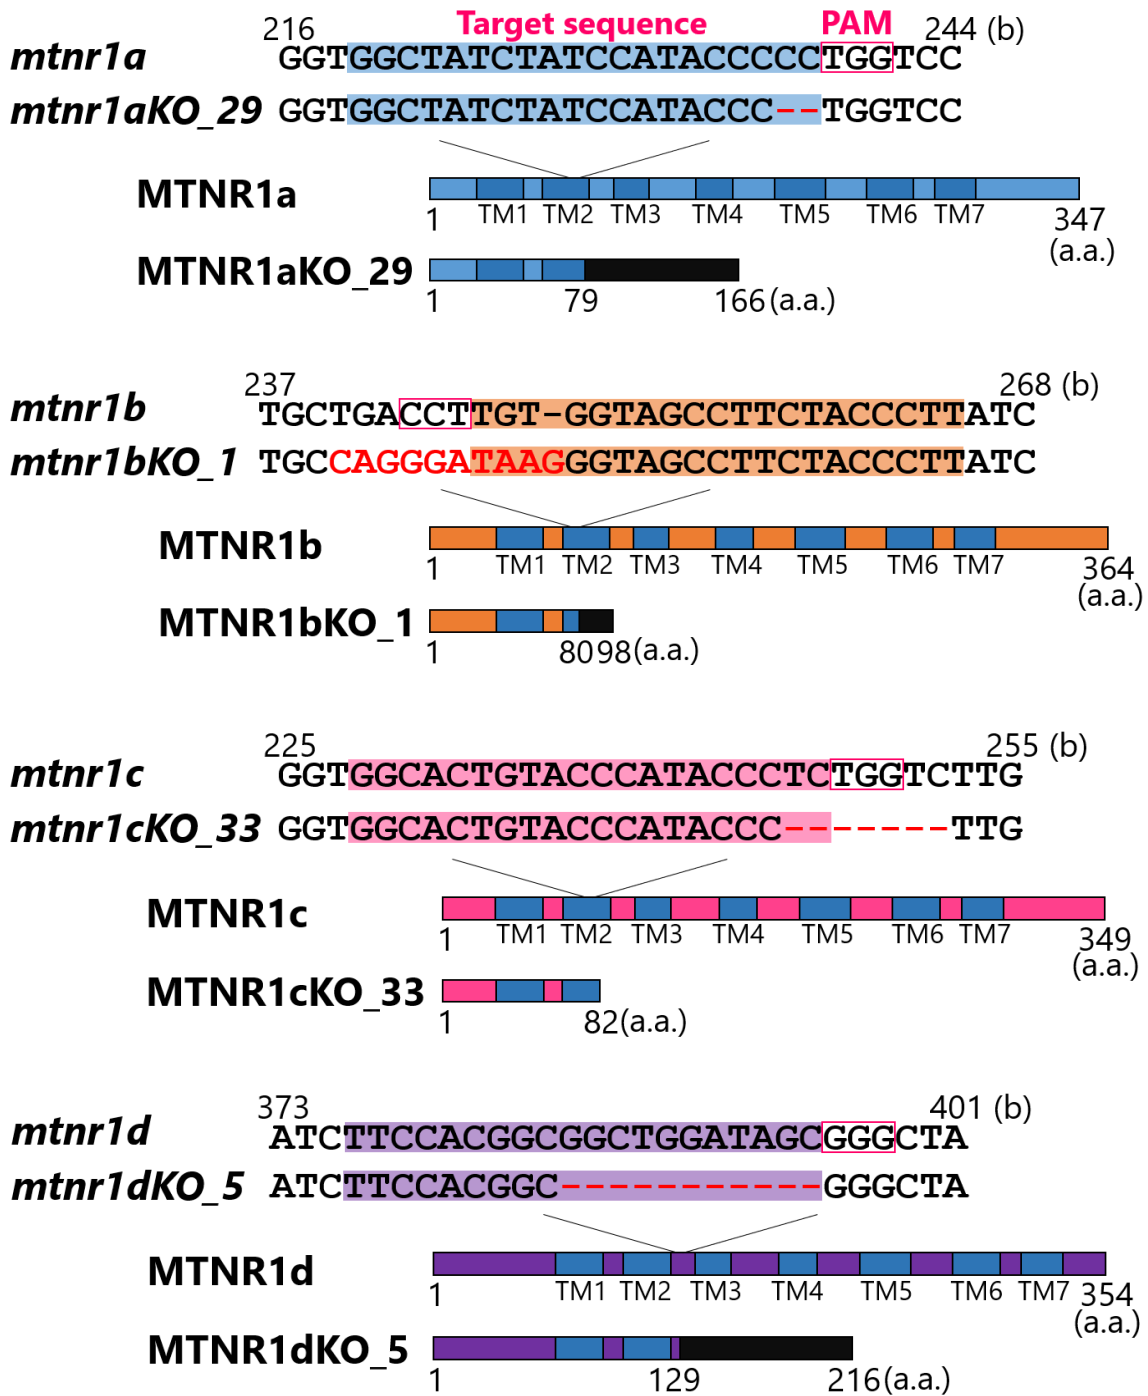 Target sequence PAM
216 244 (b)
mtnr1a GGTGGCTATCTATCCATACCCCCTGGTCC
mtnr1aKO_29 GGTGGCTATCTATCCATACCC--TGGTCC
MTNR1a
TM1 TM2 TM3 TM4 TM5 TM6 TM7
1 347
(a.a.)
MTNR1aKO_29
1 79 166 (a.a.)
237 268 (b)
mtnr1b TGCTGACCTTGT-GGTAGCCTTCTACCCTTATC
mtnr1bKO_1 TGCCAGGGATAAGGGTAGCCTTCTACCCTTATC
MTNR1b
TM1 TM2 TM3 TM4 TM5 TM6 TM7
1 364
(a.a.)
MTNR1bKO_1
1 80 98 (a.a.)
225 255 (b)
mtnr1c GGTGGCACTGTACCCATACCCTCTGGTCTTG
mtnr1cKO_33 GGTGGCACTGTACCCATACCC-------TTG
MTNR1c
TM1 TM2 TM3 TM4 TM5 TM6 TM7
1 349
(a.a.)
MTNR1cKO_33
1 82 (a.a.)
373 401 (b)
mtnr1d ATCTTCCACGGCGGCTGGATAGCGGGCTA
mtnr1dKO_5 ATCTTCCACGGC-----------GGGCTA
MTNR1d
TM1 TM2 TM3 TM4 TM5 TM6 TM7
1 354
(a.a.)
MTNR1dKO_5
1 129 216 (a.a.)